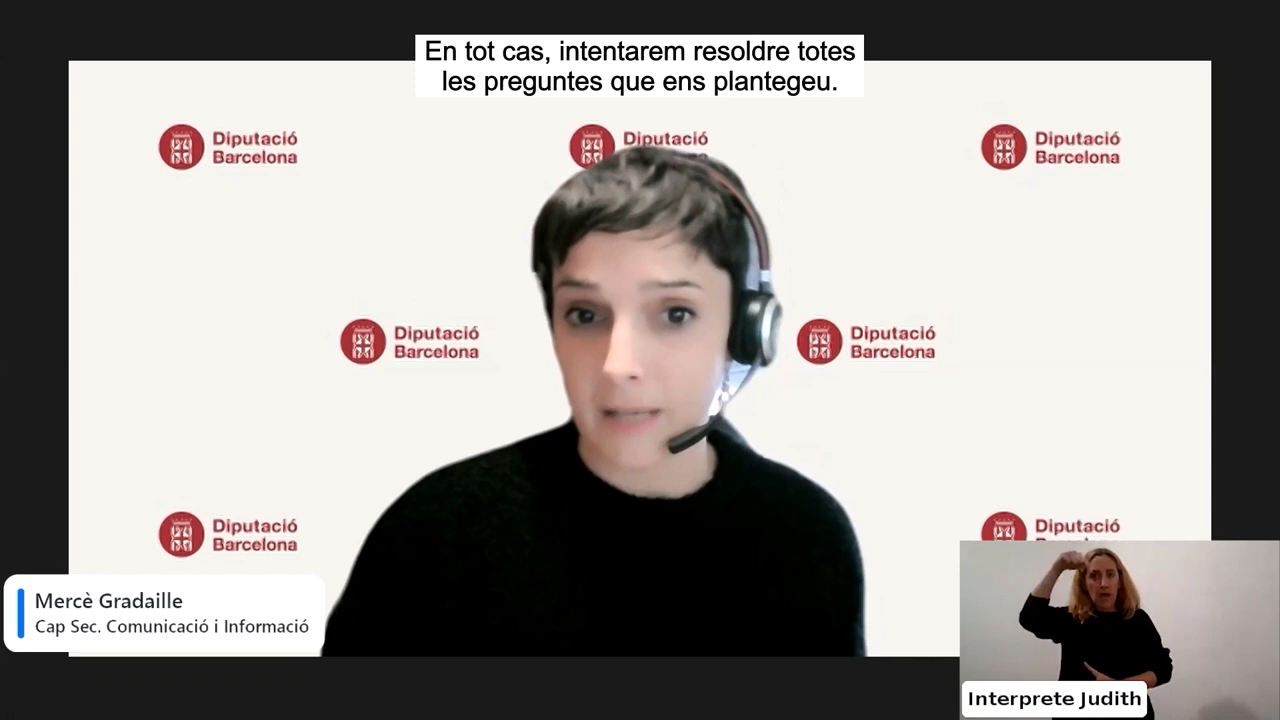 En tot cas, intentarem resoldre totes
les preguntes que ens plantegeu.
Diputació
Barcelona
Diputació
Diputació
Barcelona
Diputació
Barcelona
Diputació
Barcelona
Diputació
Barcelona
Diputació
Mercè Gradaille
Cap Sec. Comunicació i Informació
Interprete Judith